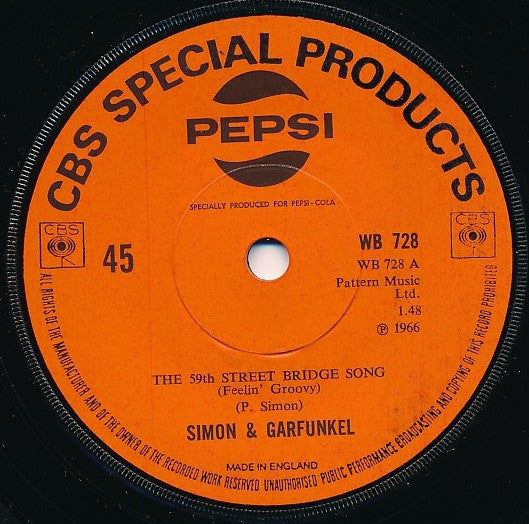 CBS SPECIAL PRODUCTS
PEPSI
SPECIALLY PRODUCED FOR PEPSI-COLA
CBS
CBS
45
WB 728
WB 728 A
Pattern Music
Ltd.
1.48
℗ 1966
THE 59th STREET BRIDGE SONG
(Feelin' Groovy)
(P. Simon)
SIMON & GARFUNKEL
MADE IN ENGLAND
ALL RIGHTS OF THE MANUFACTURER AND OF THE OWNER OF THE RECORDED WORK RESERVED UNAUTHORISED PUBLIC PERFORMANCE BROADCASTING AND COPYING OF THIS RECORD PROHIBITED